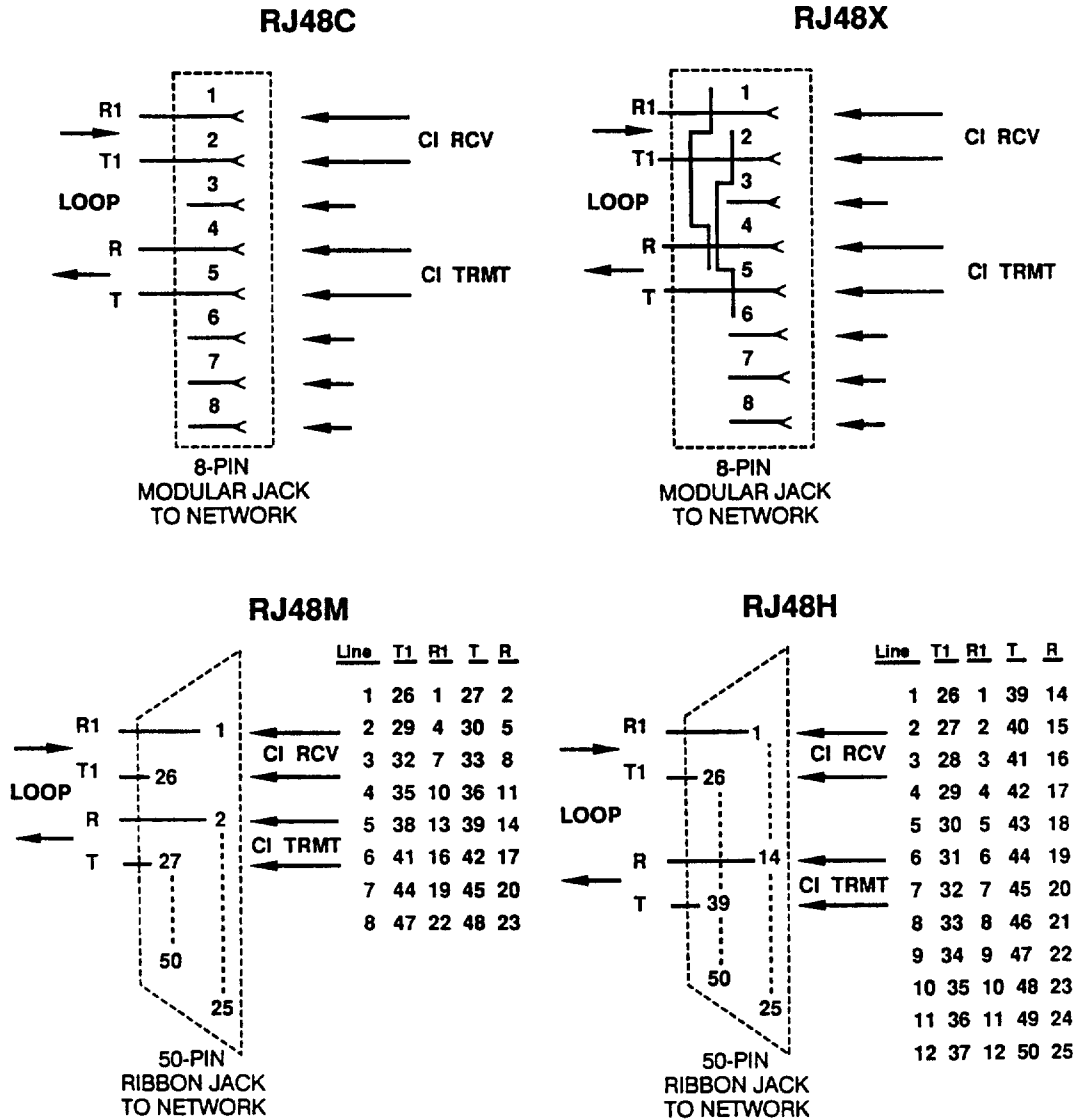 RJ48C
R1
T1
LOOP
R
T
1
2
3
4
5
6
7
8
CI RCV
CI TRMT
8-PIN
MODULAR JACK
TO NETWORK
RJ48X
R1
T1
LOOP
R
T
1
2
3
4
5
6
7
8
CI RCV
CI TRMT
8-PIN
MODULAR JACK
TO NETWORK
RJ48M
R1
T1
LOOP
R
T
1
26
2
27
50
25
CI RCV
CI TRMT
Line T1 R1 T R
1 26 1 27 2
2 29 4 30 5
3 32 7 33 8
4 35 10 36 11
5 38 13 39 14
6 41 16 42 17
7 44 19 45 20
8 47 22 48 23
50-PIN
RIBBON JACK
TO NETWORK
RJ48H
R1
T1
LOOP
R
T
1
26
14
39
50
25
CI RCV
CI TRMT
Line T1 R1 T R
1 26 1 39 14
2 27 2 40 15
3 28 3 41 16
4 29 4 42 17
5 30 5 43 18
6 31 6 44 19
7 32 7 45 20
8 33 8 46 21
9 34 9 47 22
10 35 10 48 23
11 36 11 49 24
12 37 12 50 25
50-PIN
RIBBON JACK
TO NETWORK